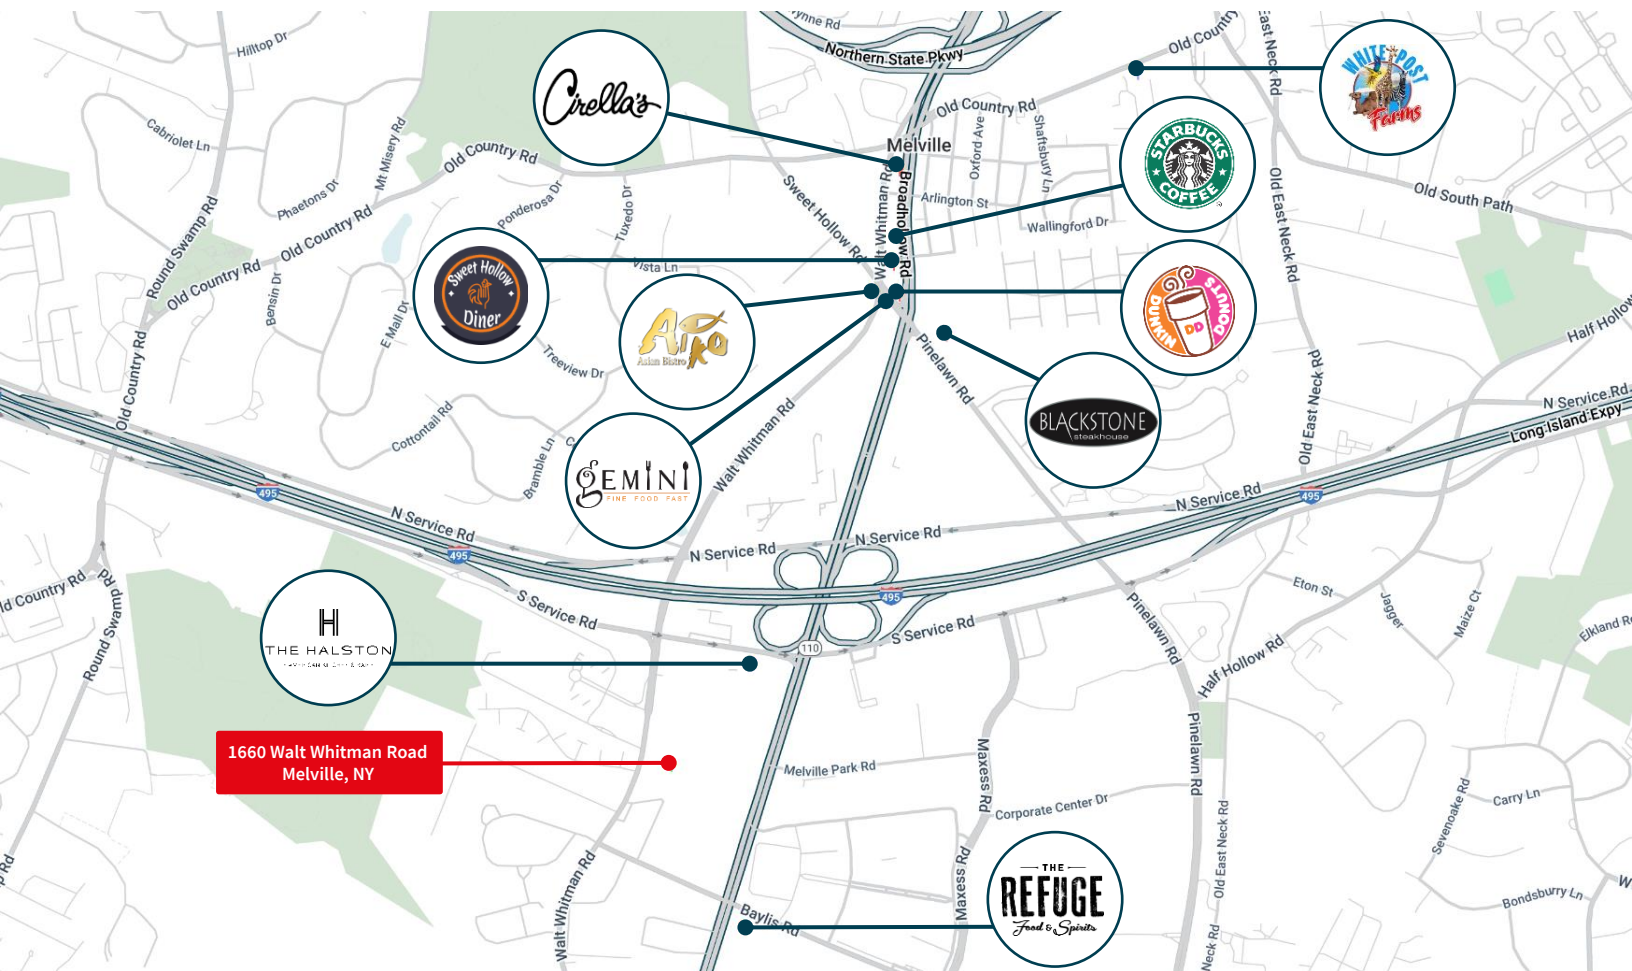 Wynne Rd
Hilltop Dr
Northern State Pkwy
Old Country
East Neck Rd
WHITE POST
Farms
Cirella's
Old Country Rd
Melville
Oxford Ave
Shaftsbury Ln
STARBUCKS
COFFEE
Cabriolet Ln
Mt Misery Rd
Old Country Rd
Phaetons Dr
Ponderosa Dr
Tuxedo Dr
Sweet Hollow Rd
Walt Whitman Rd
Broadhollow Rd
Arlington St
Wallingford Dr
Old East Neck Rd
Old South Path
Round Swamp Rd
Old Country Rd
Old Country Rd
Bensin Dr
E Mall Dr
Vista Ln
Sweet Hollow
Diner
Aiko
Asian Bistro
DUNKIN'
DONUTS
DD
Half Hollow
Old Country Rd
Treeview Dr
Pinelawn Rd
Old East Neck Rd
BLACKSTONE
steakhouse
N Service Rd
Long Island Expy
Cottontail Rd
Bramble Ln
C
Walt Whitman Rd
gEMINI
FINE FOOD FAST
495
495
N Service Rd
495
N Service Rd
N Service Rd
N Service Rd
495
S Service Rd
S Service Rd
110
ld Country Rd
Round Swamp Rd
Pinelawn Rd
Eton St
Jagger
Maize Ct
Elkland Rd
Half Hollow Rd
H
THE HALSTON
1660 Walt Whitman Road
Melville, NY
Melville Park Rd
Maxess Rd
Corporate Center Dr
Pinelawn Rd
Old East Neck Rd
Sevenoake Rd
Carry Ln
p Rd
Walt Whitman Rd
Baylis Rd
Maxess Rd
THE
REFUGE
Food & Spirits
Neck Rd
Bondsburry Ln
W